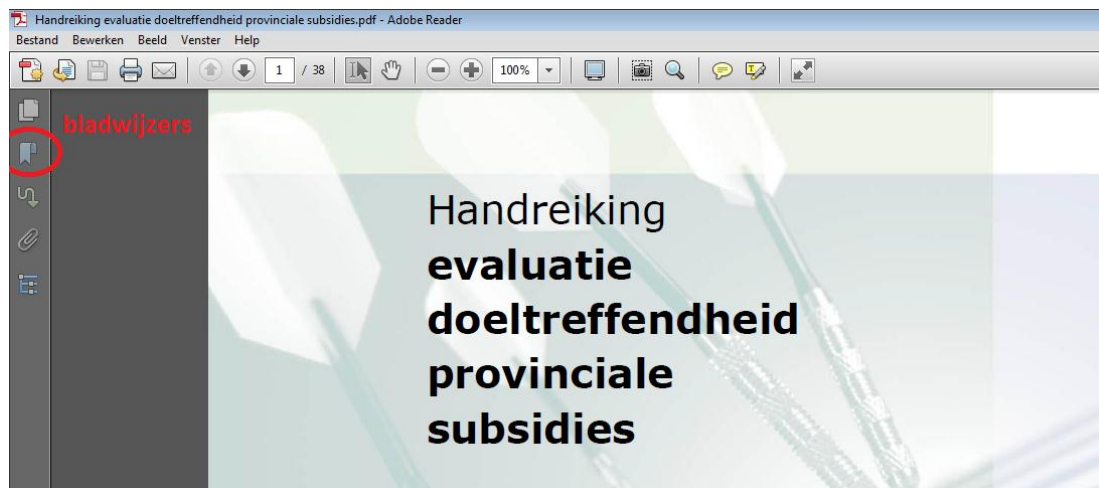 Handreiking evaluatie doeltreffendheid provinciale subsidies.pdf - Adobe Reader
Bestand Bewerken Beeld Venster Help
1 / 38 100%
bladwijzers
Handreiking
evaluatie
doeltreffendheid
provinciale
subsidies